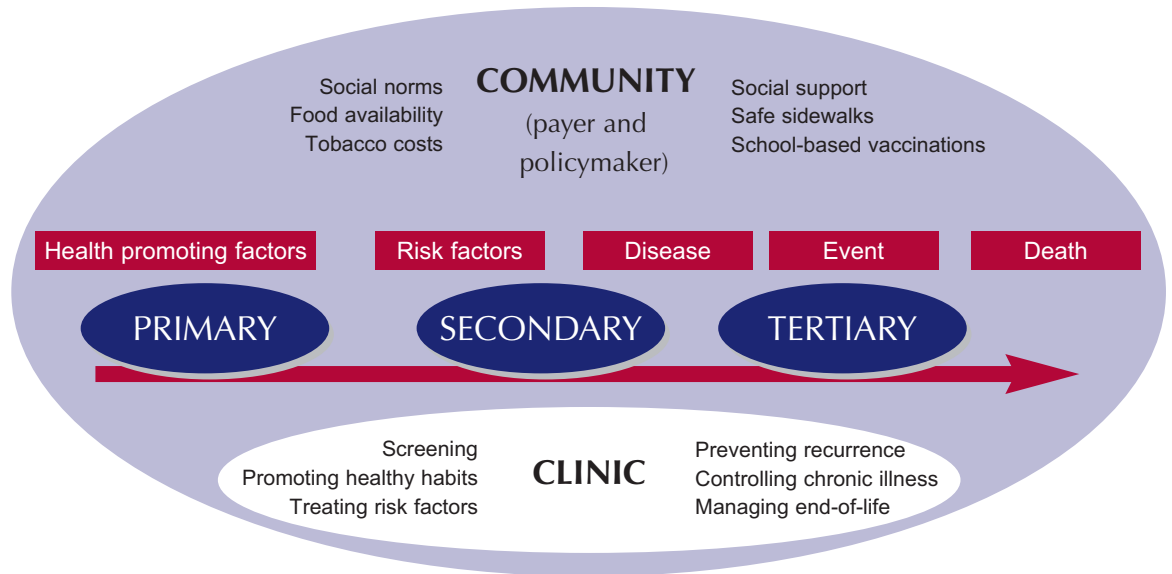 Social norms
Food availability
Tobacco costs
COMMUNITY
(payer and
policymaker)
Social support
Safe sidewalks
School-based vaccinations
Health promoting factors
Risk factors
Disease
Event
Death
PRIMARY
SECONDARY
TERTIARY
Screening
Promoting healthy habits
Treating risk factors
CLINIC
Preventing recurrence
Controlling chronic illness
Managing end-of-life